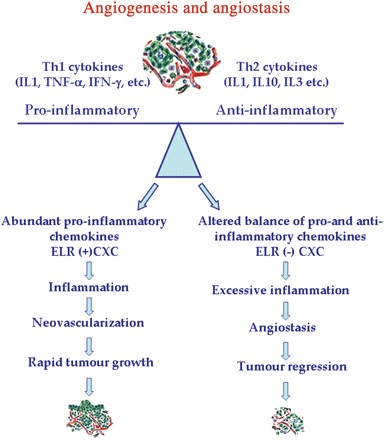 Angiogenesis and angiostasis
Th1 cytokines
(IL1, TNF-α, IFN-γ, etc.)
Th2 cytokines
(IL1, IL10, IL3 etc.)
Pro-inflammatory
Anti-inflammatory
Abundant pro-inflammatory
chemokines
ELR (+)CXC
Inflammation
Neovascularization
Rapid tumour growth
Altered balance of pro-and anti-
inflammatory chemokines
ELR (-) CXC
Excessive inflammation
Angiostasis
Tumour regression